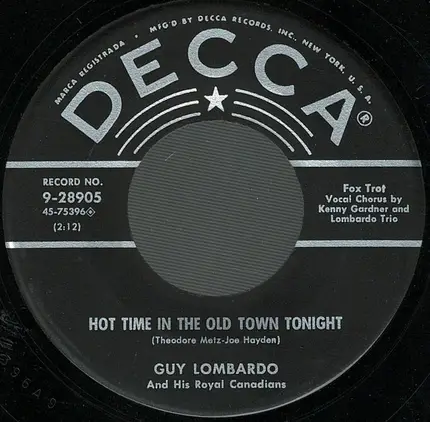 MARCA REGISTRADA • MFG'D BY DECCA RECORDS, INC., NEW YORK, U. S. A.
DECCA®
RECORD NO.
9-28905
45-75396
(2:12)
Fox Trot
Vocal Chorus by
Kenny Gardner and
Lombardo Trio
HOT TIME IN THE OLD TOWN TONIGHT
(Theodore Metz-Joe Hayden)
GUY LOMBARDO
And His Royal Canadians